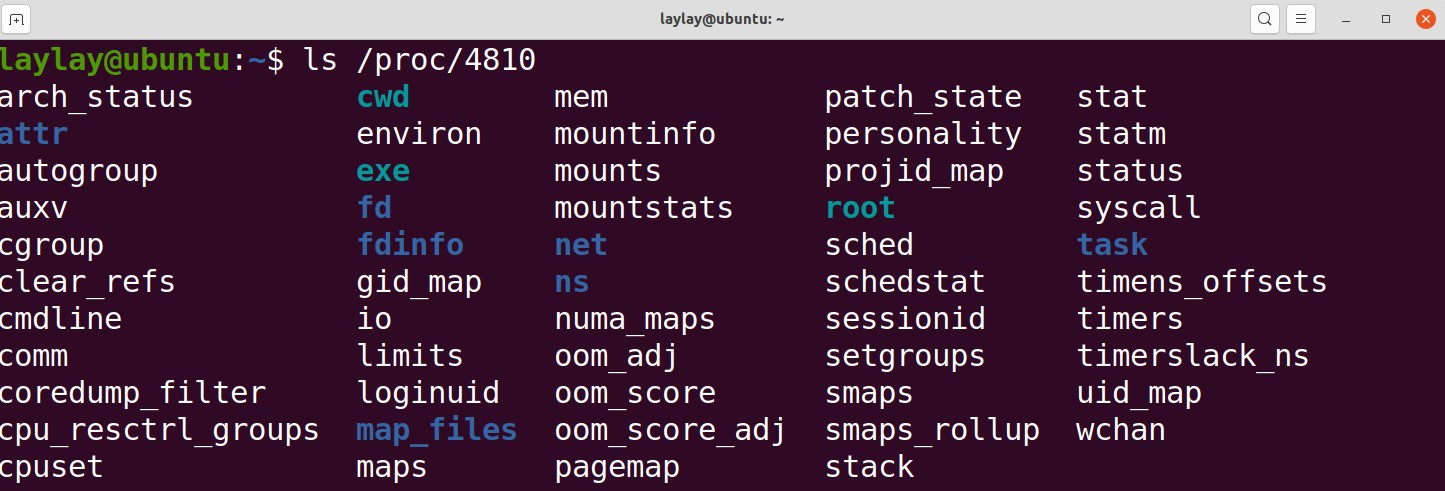 laylay@ubuntu: ~
laylay@ubuntu:~$ ls /proc/4810
arch_status cwd mem patch_state stat
attr environ mountinfo personality statm
autogroup exe mounts projid_map status
auxv fd mountstats root syscall
cgroup fdinfo net sched task
clear_refs gid_map ns schedstat timens_offsets
cmdline io numa_maps sessionid timers
comm limits oom_adj setgroups timerslack_ns
coredump_filter loginuid oom_score smaps uid_map
cpu_resctrl_groups map_files oom_score_adj smaps_rollup wchan
cpuset maps pagemap stack